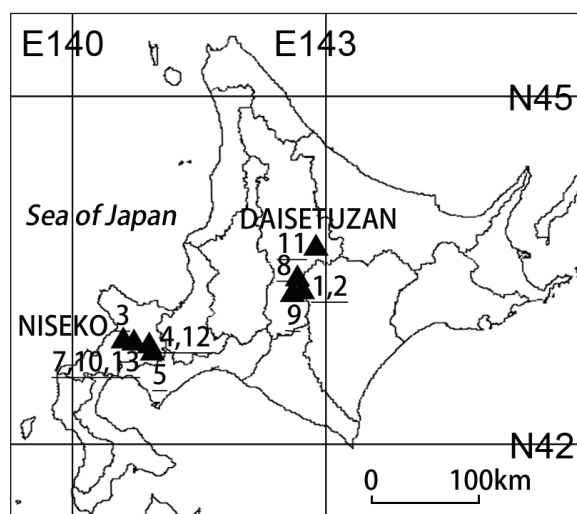 E140
E143
N45
Sea of Japan
DAISETUZAN
11
8
1,2
9
NISEKO
3
4,12
7,10,13
5
N42
0
100km